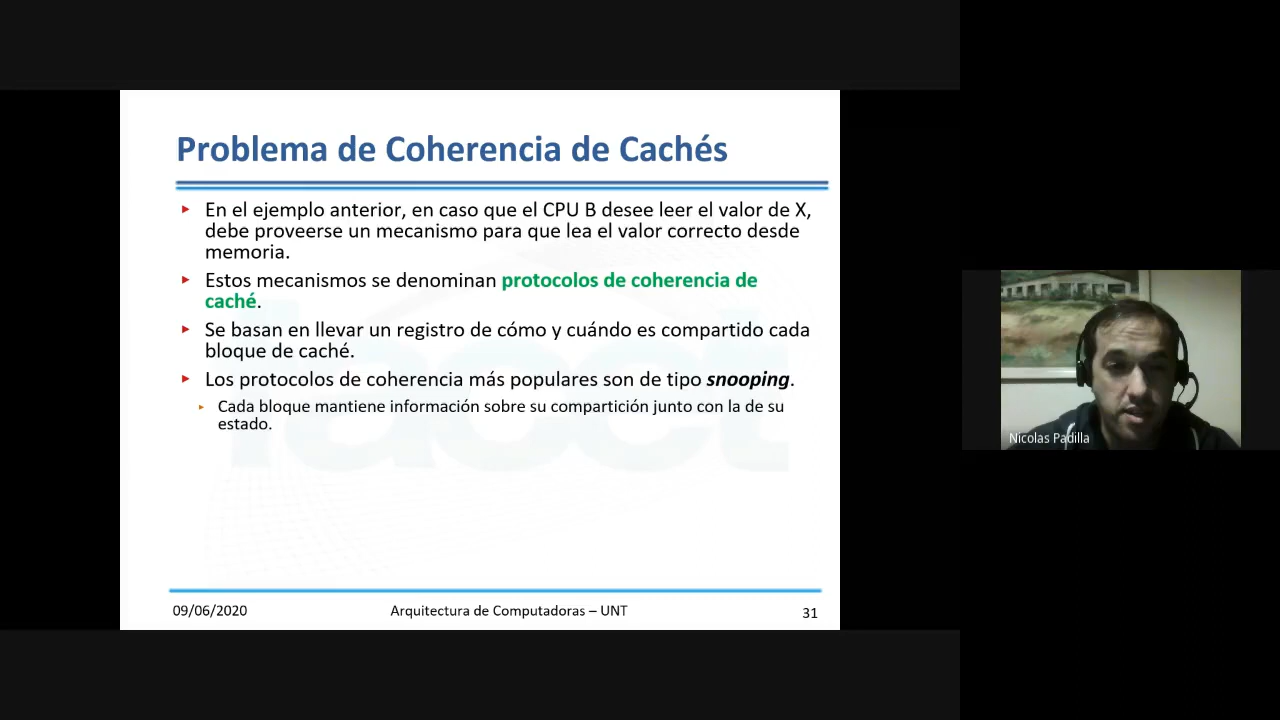 Problema de Coherencia de Cachés
En el ejemplo anterior, en caso que el CPU B desee leer el valor de X,
debe proveerse un mecanismo para que lea el valor correcto desde
memoria.
Estos mecanismos se denominan protocolos de coherencia de
caché.
Se basan en llevar un registro de cómo y cuándo es compartido cada
bloque de caché.
Los protocolos de coherencia más populares son de tipo snooping.
Cada bloque mantiene información sobre su compartición junto con la de su
estado.
09/06/2020
Arquitectura de Computadoras – UNT
31
Nicolas Padilla